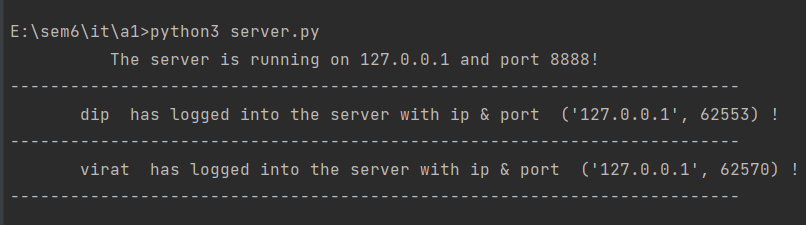 E:\sem6\it\a1>python3 server.py
The server is running on 127.0.0.1 and port 8888!
-------------------------------------------------------------------------
dip  has logged into the server with ip & port  ('127.0.0.1', 62553) !
-------------------------------------------------------------------------
virat  has logged into the server with ip & port  ('127.0.0.1', 62570) !
-------------------------------------------------------------------------